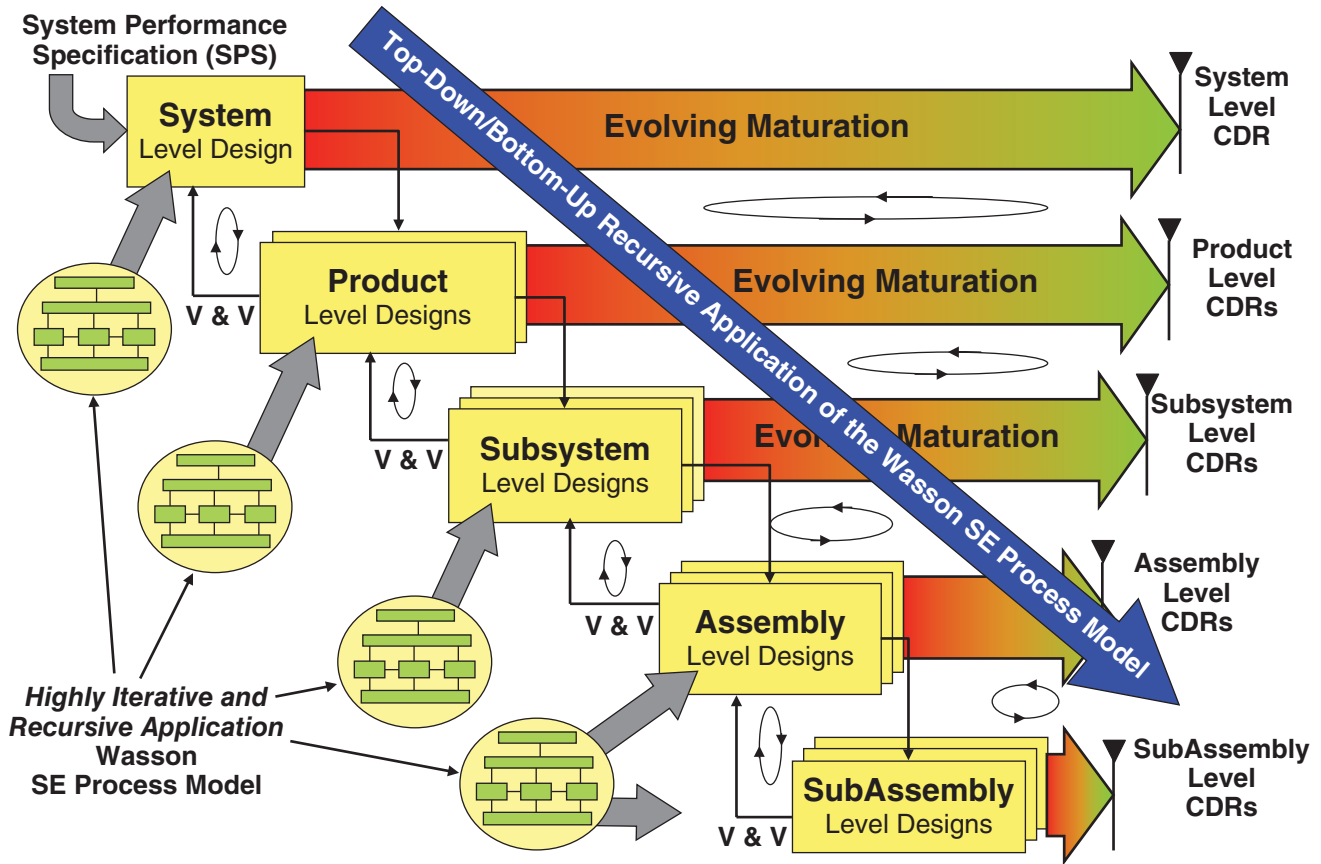 System Performance
Specification (SPS)
System
Level Design
Evolving Maturation
System
Level
CDR
Top-Down/Bottom-Up Recursive Application of the Wasson SE Process Model
V & V
Product
Level Designs
Evolving Maturation
Product
Level
CDRs
V & V
Subsystem
Level Designs
Evolving Maturation
Subsystem
Level
CDRs
V & V
Assembly
Level Designs
Assembly
Level
CDRs
Highly Iterative and
Recursive Application
Wasson
SE Process Model
V & V
SubAssembly
Level Designs
SubAssembly
Level
CDRs